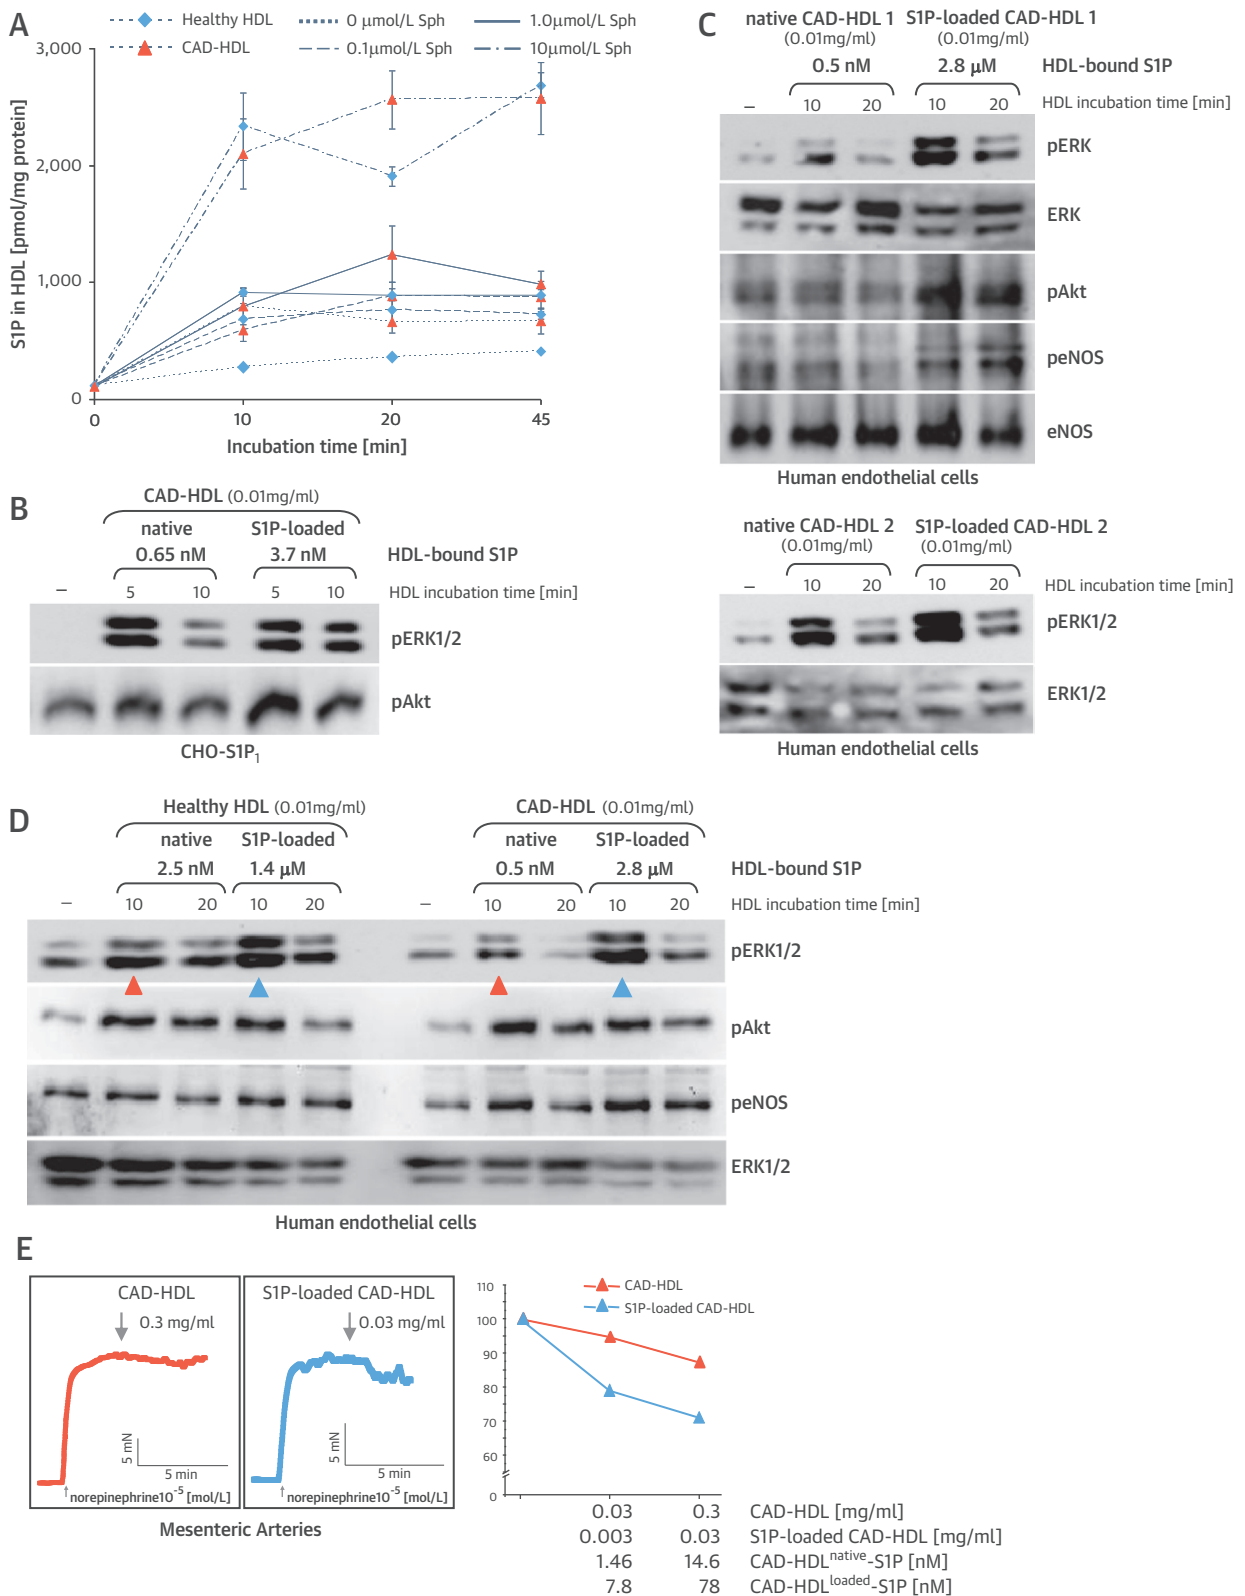 A
Healthy HDL
0 μmol/L Sph
1.0μmol/L Sph
CAD-HDL
0.1μmol/L Sph
10μmol/L Sph
3,000
2,000
1,000
0
S1P in HDL [pmol/mg protein]
0
10
20
45
Incubation time [min]
B
CAD-HDL (0.01mg/ml)
native
S1P-loaded
0.65 nM
3.7 nM
HDL-bound S1P
–
5
10
5
10
HDL incubation time [min]
pERK1/2
pAkt
CHO-S1P1
C
native CAD-HDL 1
S1P-loaded CAD-HDL 1
(0.01mg/ml)
(0.01mg/ml)
0.5 nM
2.8 μM
HDL-bound S1P
–
10
20
10
20
HDL incubation time [min]
pERK
ERK
pAkt
peNOS
eNOS
Human endothelial cells
native CAD-HDL 2
S1P-loaded CAD-HDL 2
(0.01mg/ml)
(0.01mg/ml)
–
10
20
10
20
HDL incubation time [min]
pERK1/2
ERK1/2
Human endothelial cells
D
Healthy HDL (0.01mg/ml)
CAD-HDL (0.01mg/ml)
native
S1P-loaded
native
S1P-loaded
2.5 nM
1.4 μM
0.5 nM
2.8 μM
HDL-bound S1P
–
10
20
10
20
–
10
20
10
20
HDL incubation time [min]
pERK1/2
pAkt
peNOS
ERK1/2
Human endothelial cells
E
CAD-HDL
0.3 mg/ml
5 mN
5 min
norepinephrine10-5 [mol/L]
S1P-loaded CAD-HDL
0.03 mg/ml
5 mN
5 min
norepinephrine10-5 [mol/L]
Mesenteric Arteries
CAD-HDL
S1P-loaded CAD-HDL
110
100
90
80
70
60
0
0.03 0.3 CAD-HDL [mg/ml]
0.003 0.03 S1P-loaded CAD-HDL [mg/ml]
1.46 14.6 CAD-HDLnative-S1P [nM]
7.8 78 CAD-HDLloaded-S1P [nM]